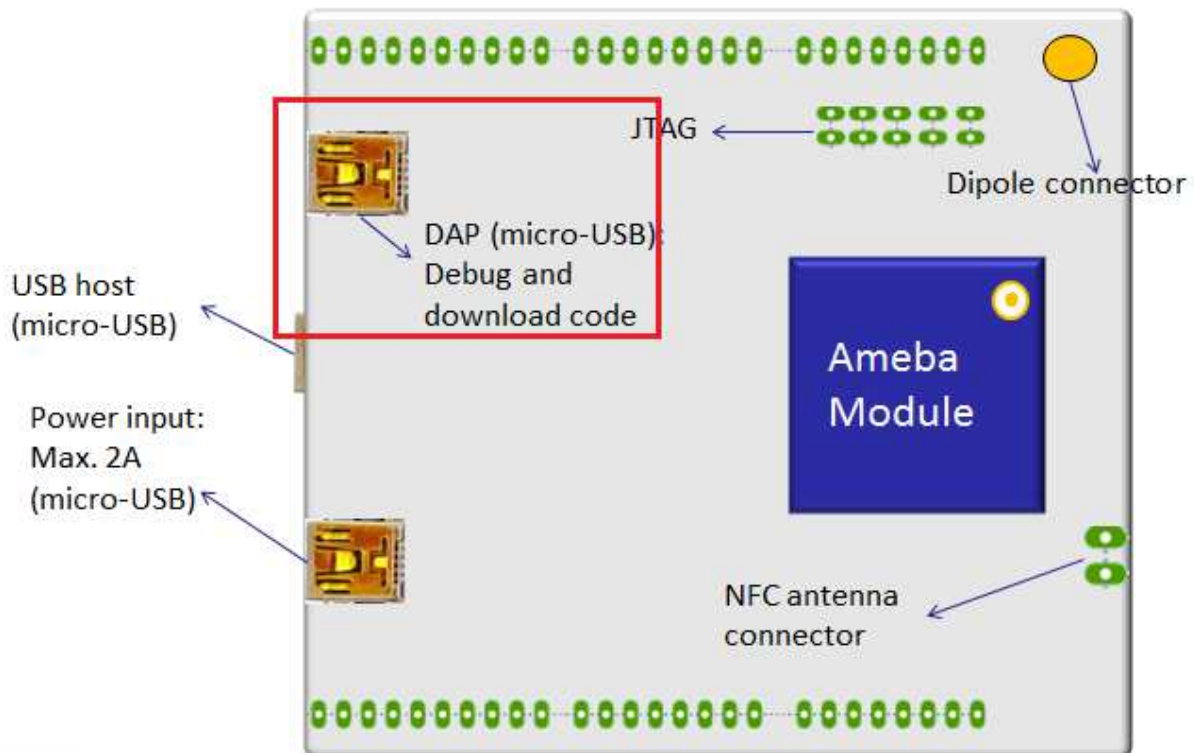 JTAG
Dipole connector
DAP (micro-USB):
Debug and
download code
USB host
(micro-USB)
Ameba
Module
Power input:
Max. 2A
(micro-USB)
NFC antenna
connector